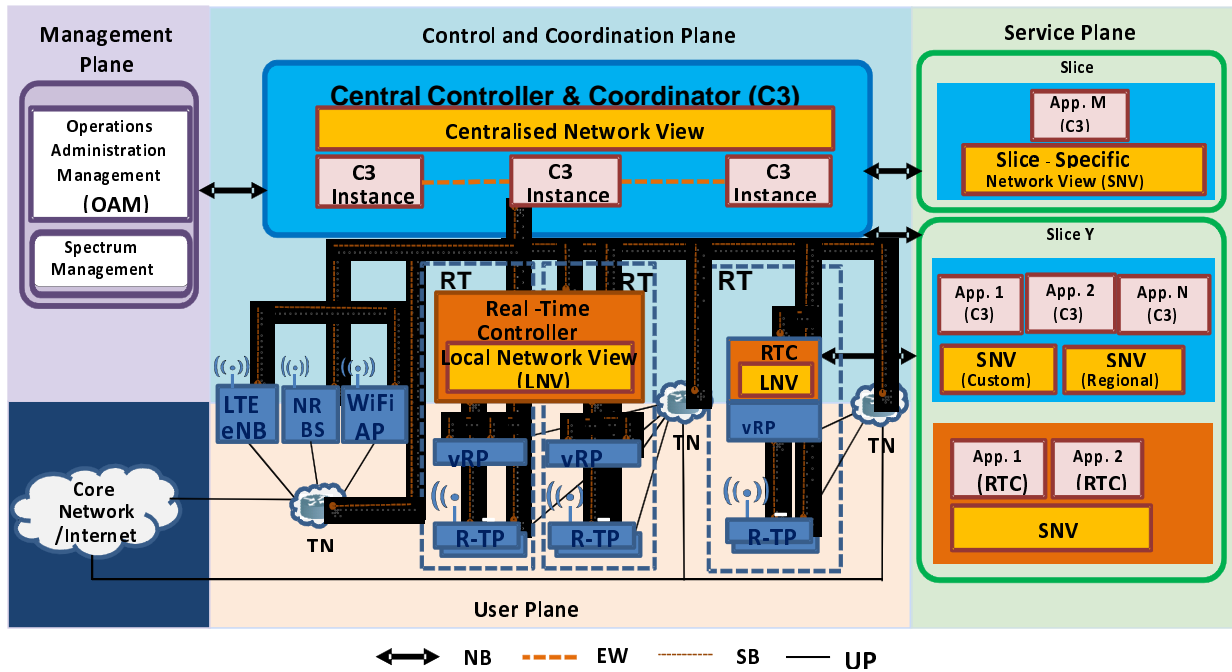 Management
Plane
Control and Coordination Plane
Service Plane
Operations
Administration
Management
(OAM)
Spectrum
Management
Central Controller & Coordinator (C3)
Centralised Network View
C3
Instance
C3
Instance
C3
Instance
Slice
App. M
(C3)
Slice - Specific
Network View (SNV)
Slice Y
App. 1
(C3)
App. 2
(C3)
App. N
(C3)
SNV
(Custom)
SNV
(Regional)
App. 1
(RTC)
App. 2
(RTC)
SNV
RT
RT
RT
Real -Time
Controller
Local Network View
(LNV)
RTC
LNV
vRP
LTE
eNB
NR
BS
WiFi
AP
vRP
vRP
TN
TN
TN
R-TP
R-TP
R-TP
Core
Network
/Internet
User Plane
NB
EW
SB
UP